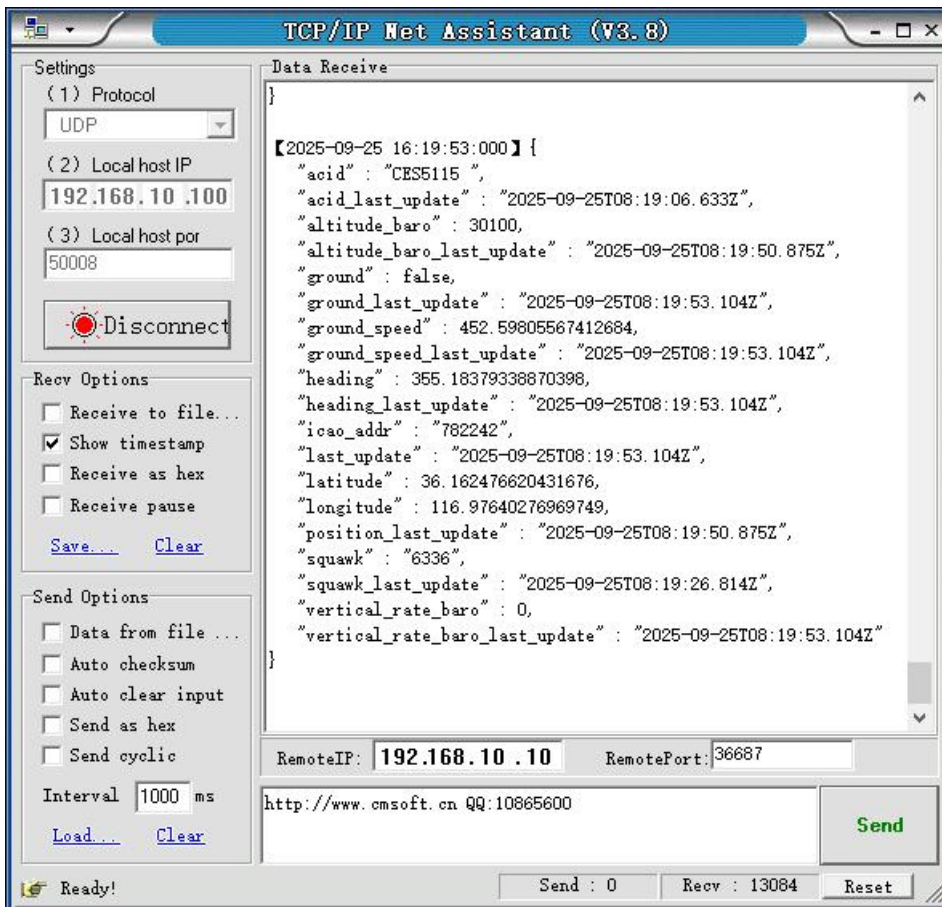 TCP/IP Net Assistant (V3.8)
Settings
(1) Protocol
UDP
(2) Local host IP
192.168.10.100
(3) Local host por
50008
Disconnect
Recv Options
Receive to file...
Show timestamp
Receive as hex
Receive pause
Save... Clear
Send Options
Data from file ...
Auto checksum
Auto clear input
Send as hex
Send cyclic
Interval 1000 ms
Load... Clear
Data Receive
}
【2025-09-25 16:19:53:000】{
"acid" : "CES5115 ",
"acid_last_update" : "2025-09-25T08:19:06.633Z",
"altitude_baro" : 30100,
"altitude_baro_last_update" : "2025-09-25T08:19:50.875Z",
"ground" : false,
"ground_last_update" : "2025-09-25T08:19:53.104Z",
"ground_speed" : 452.59805567412684,
"ground_speed_last_update" : "2025-09-25T08:19:53.104Z",
"heading" : 355.18379338870398,
"heading_last_update" : "2025-09-25T08:19:53.104Z",
"icao_addr" : "782242",
"last_update" : "2025-09-25T08:19:53.104Z",
"latitude" : 36.162476620431676,
"longitude" : 116.97640276969749,
"position_last_update" : "2025-09-25T08:19:50.875Z",
"squawk" : "6336",
"squawk_last_update" : "2025-09-25T08:19:26.814Z",
"vertical_rate_baro" : 0,
"vertical_rate_baro_last_update" : "2025-09-25T08:19:53.104Z"
}
RemoteIP: 192.168.10.10 RemotePort: 36687
http://www.cmsoft.cn QQ:10865600
Send
Ready! Send : 0 Recv : 13084 Reset